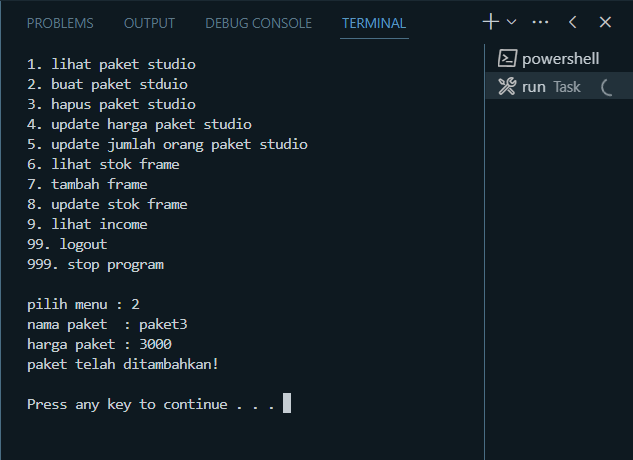 PROBLEMS OUTPUT DEBUG CONSOLE TERMINAL
1. lihat paket studio
2. buat paket stduio
3. hapus paket studio
4. update harga paket studio
5. update jumlah orang paket studio
6. lihat stok frame
7. tambah frame
8. update stok frame
9. lihat income
99. logout
999. stop program
pilih menu : 2
nama paket  : paket3
harga paket : 3000
paket telah ditambahkan!
Press any key to continue . . .
powershell
run Task